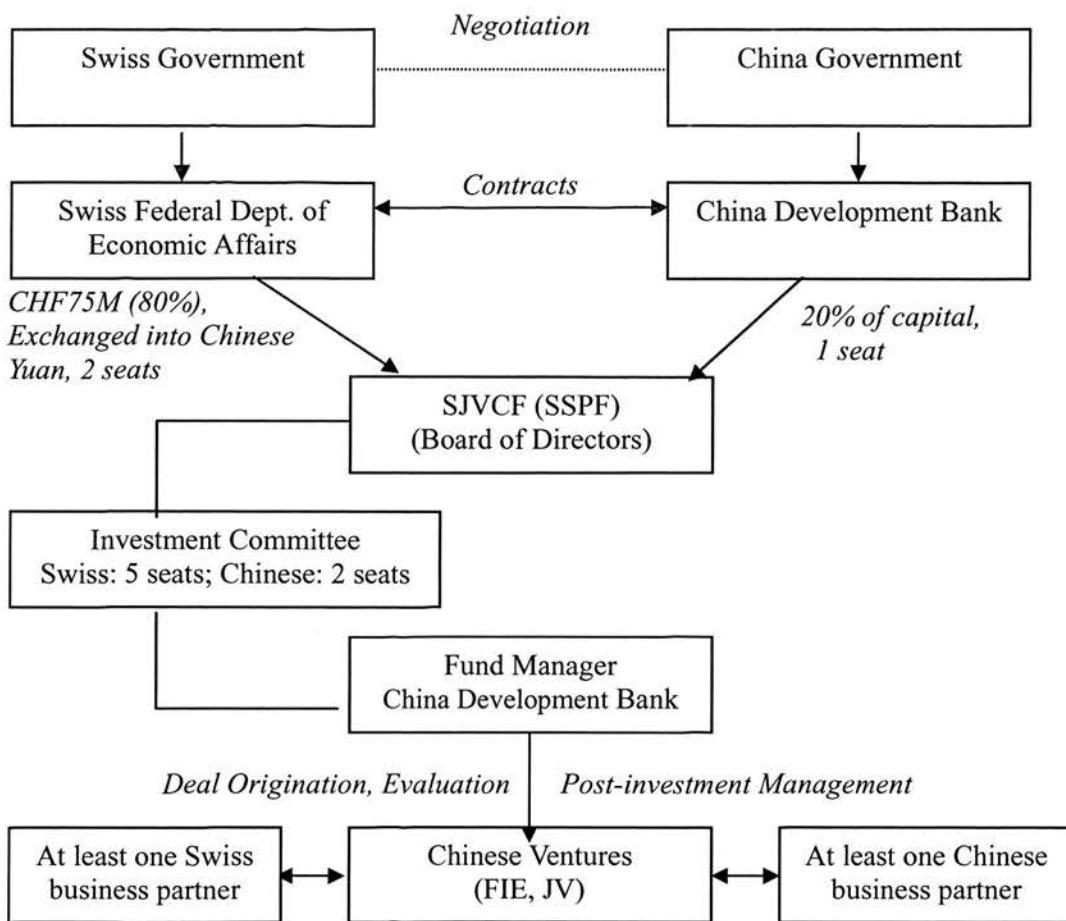 Negotiation
Swiss Government
China Government
Contracts
Swiss Federal Dept. of
Economic Affairs
China Development Bank
CHF75M (80%),
Exchanged into Chinese
Yuan, 2 seats
20% of capital,
1 seat
SJVCF (SSPF)
(Board of Directors)
Investment Committee
Swiss: 5 seats; Chinese: 2 seats
Fund Manager
China Development Bank
Deal Origination, Evaluation
Post-investment Management
At least one Swiss
business partner
Chinese Ventures
(FIE, JV)
At least one Chinese
business partner